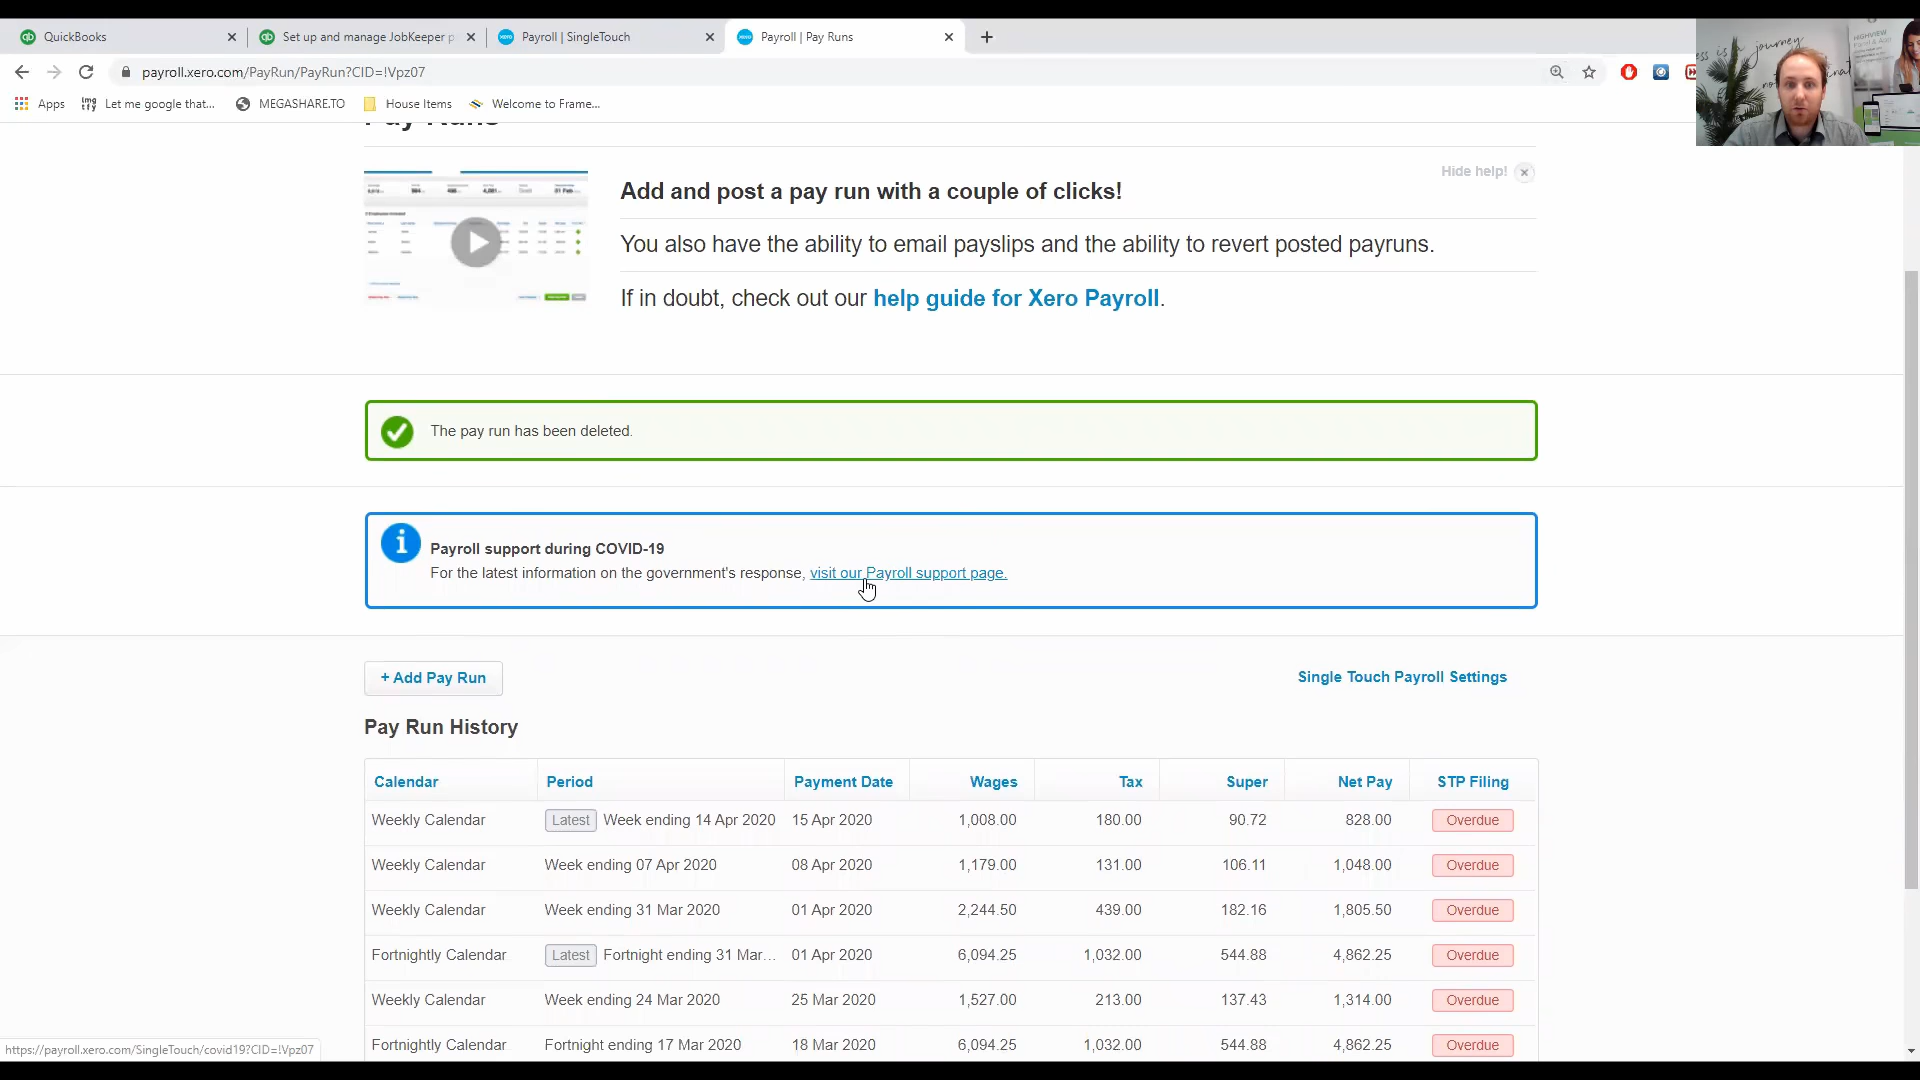 QuickBooks
Set up and manage JobKeeper p
Payroll | SingleTouch
Payroll | Pay Runs
payroll.xero.com/PayRun/PayRun?CID=!Vpz07
Apps
Let me google that...
MEGASHARE.TO
House Items
Welcome to Frame...
Pay Runs
Hide help!
Add and post a pay run with a couple of clicks!
You also have the ability to email payslips and the ability to revert posted payruns.
If in doubt, check out our help guide for Xero Payroll.
The pay run has been deleted.
Payroll support during COVID-19
For the latest information on the government's response, visit our Payroll support page.
+ Add Pay Run
Single Touch Payroll Settings
Pay Run History
Calendar Period Payment Date Wages Tax Super Net Pay STP Filing
Weekly Calendar Latest Week ending 14 Apr 2020 15 Apr 2020 1,008.00 180.00 90.72 828.00 Overdue
Weekly Calendar Week ending 07 Apr 2020 08 Apr 2020 1,179.00 131.00 106.11 1,048.00 Overdue
Weekly Calendar Week ending 31 Mar 2020 01 Apr 2020 2,244.50 439.00 182.16 1,805.50 Overdue
Fortnightly Calendar Latest Fortnight ending 31 Mar... 01 Apr 2020 6,094.25 1,032.00 544.88 4,862.25 Overdue
Weekly Calendar Week ending 24 Mar 2020 25 Mar 2020 1,527.00 213.00 137.43 1,314.00 Overdue
Fortnightly Calendar Fortnight ending 17 Mar 2020 18 Mar 2020 6,094.25 1,032.00 544.88 4,862.25 Overdue
https://payroll.xero.com/SingleTouch/covid19?CID=!Vpz07